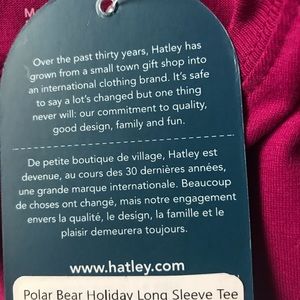 Over the past thirty years, Hatley has
grown from a small town gift shop into
an international clothing brand. It's safe
to say a lot's changed but one thing
never will: our commitment to quality,
good design, family and fun.
De petite boutique de village, Hatley est
devenue, au cours des 30 dernières années,
une grande marque internationale. Beaucoup
de choses ont changé, mais notre engagement
envers la qualité, le design, la famille et le
plaisir demeurera toujours.
www.hatley.com
Polar Bear Holiday Long Sleeve Tee